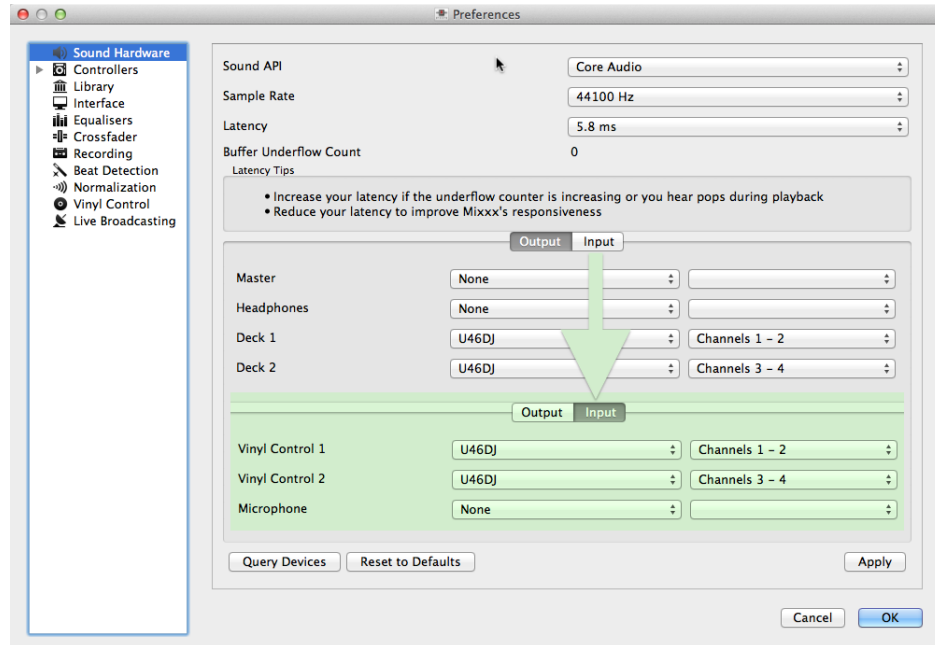 Preferences
Sound Hardware
Controllers
Library
Interface
Equalisers
Crossfader
Recording
Beat Detection
Normalization
Vinyl Control
Live Broadcasting
Sound API Core Audio
Sample Rate 44100 Hz
Latency 5.8 ms
Buffer Underflow Count 0
Latency Tips
• Increase your latency if the underflow counter is increasing or you hear pops during playback
• Reduce your latency to improve Mixxx's responsiveness
Output Input
Master None
Headphones None
Deck 1 U46DJ Channels 1 – 2
Deck 2 U46DJ Channels 3 – 4
Output Input
Vinyl Control 1 U46DJ Channels 1 – 2
Vinyl Control 2 U46DJ Channels 3 – 4
Microphone None
Query Devices Reset to Defaults Apply
Cancel OK